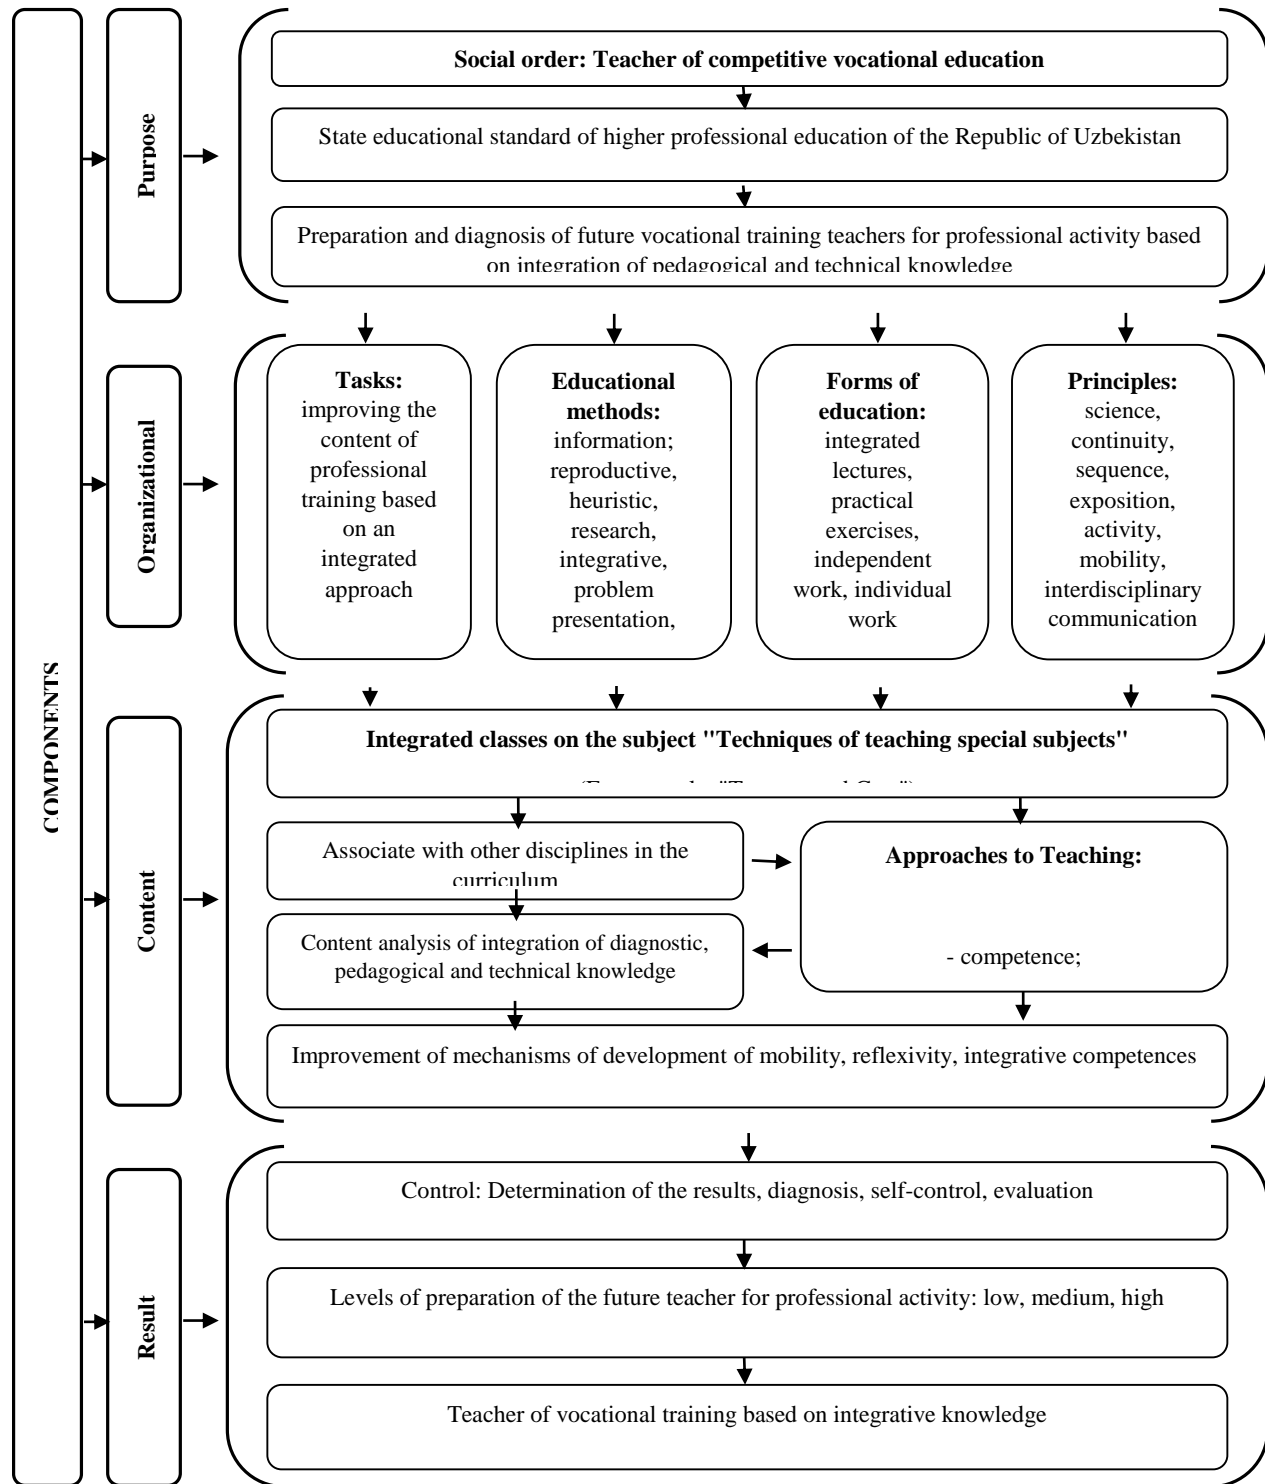 COMPONENTS
Purpose
Social order: Teacher of competitive vocational education
State educational standard of higher professional education of the Republic of Uzbekistan
Preparation and diagnosis of future vocational training teachers for professional activity based
on integration of pedagogical and technical knowledge
Organizational
Tasks:
improving the
content of
professional
training based
on an
integrated
approach
Educational
methods:
information;
reproductive,
heuristic,
research,
integrative,
problem
presentation,
Forms of
education:
integrated
lectures,
practical
exercises,
independent
work, individual
work
Principles:
science,
continuity,
sequence,
exposition,
activity,
mobility,
interdisciplinary
communication
Content
Integrated classes on the subject "Techniques of teaching special subjects"
Associate with other disciplines in the
curriculum
Approaches to Teaching:
- competence;
Content analysis of integration of diagnostic,
pedagogical and technical knowledge
Improvement of mechanisms of development of mobility, reflexivity, integrative competences
Result
Control: Determination of the results, diagnosis, self-control, evaluation
Levels of preparation of the future teacher for professional activity: low, medium, high
Teacher of vocational training based on integrative knowledge